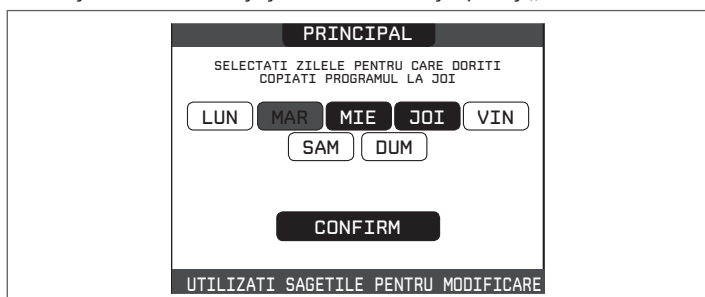 PRINCIPAL
SELECTATI ZILELE PENTRU CARE DORITI
COPIATI PROGRAMUL LA JOI
LUN MAR MIE JOI VIN
SAM DUM
CONFIRM
UTILIZATI SAGETILE PENTRU MODIFICARE